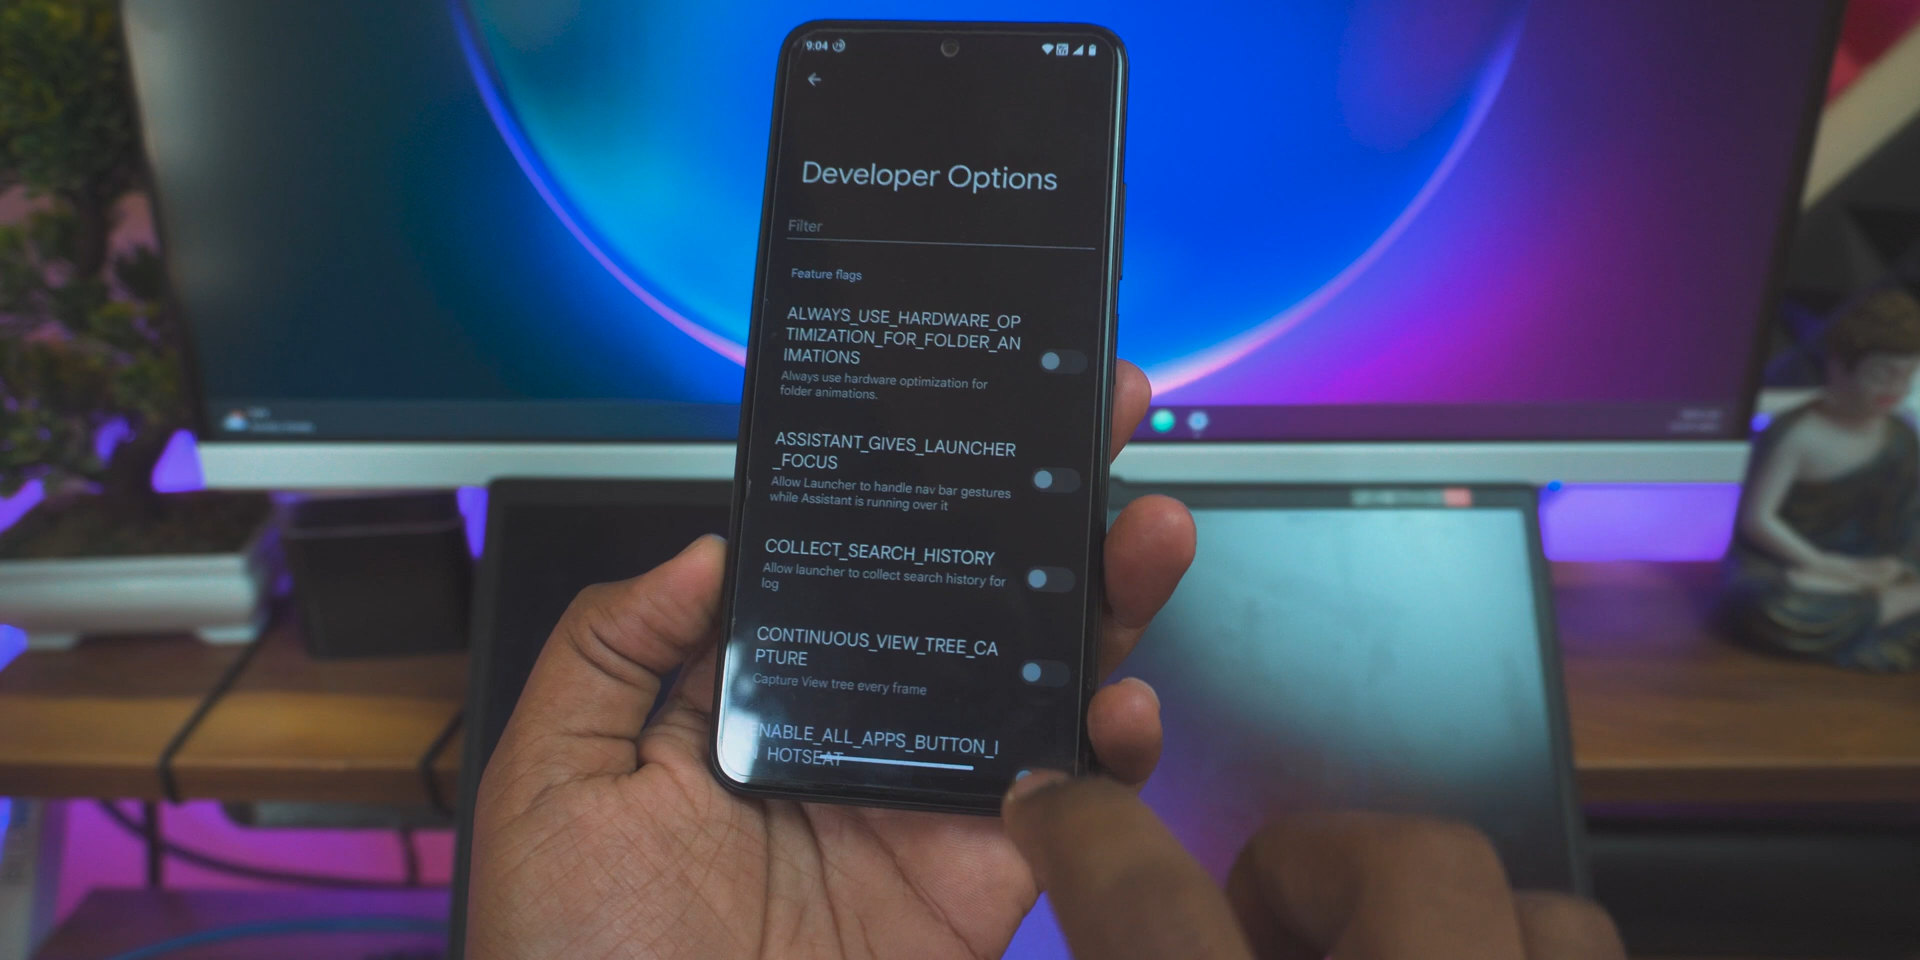 9:04
Developer Options
Filter
Feature flags
ALWAYS_USE_HARDWARE_OP
TIMIZATION_FOR_FOLDER_AN
IMATIONS
Always use hardware optimization for
folder animations.
ASSISTANT_GIVES_LAUNCHER
_FOCUS
Allow Launcher to handle nav bar gestures
while Assistant is running over it
COLLECT_SEARCH_HISTORY
Allow launcher to collect search history for
log
CONTINUOUS_VIEW_TREE_CA
PTURE
Capture View tree every frame
ENABLE_ALL_APPS_BUTTON_I
HOTSEAT